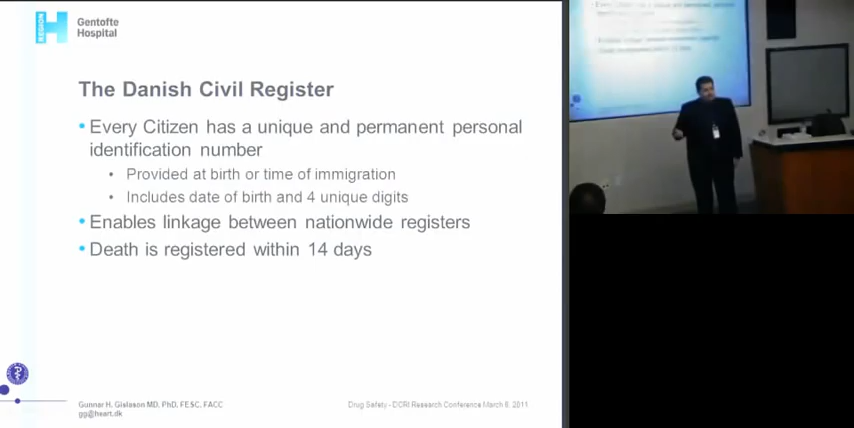 REGION
Gentofte
Hospital
The Danish Civil Register
• Every Citizen has a unique and permanent personal
identification number
• Provided at birth or time of immigration
• Includes date of birth and 4 unique digits
• Enables linkage between nationwide registers
• Death is registered within 14 days
Gunnar H. Gislason MD, PhD, FESC, FACC
gg@heart.dk
Drug Safety - DCRI Research Conference March 8, 2011